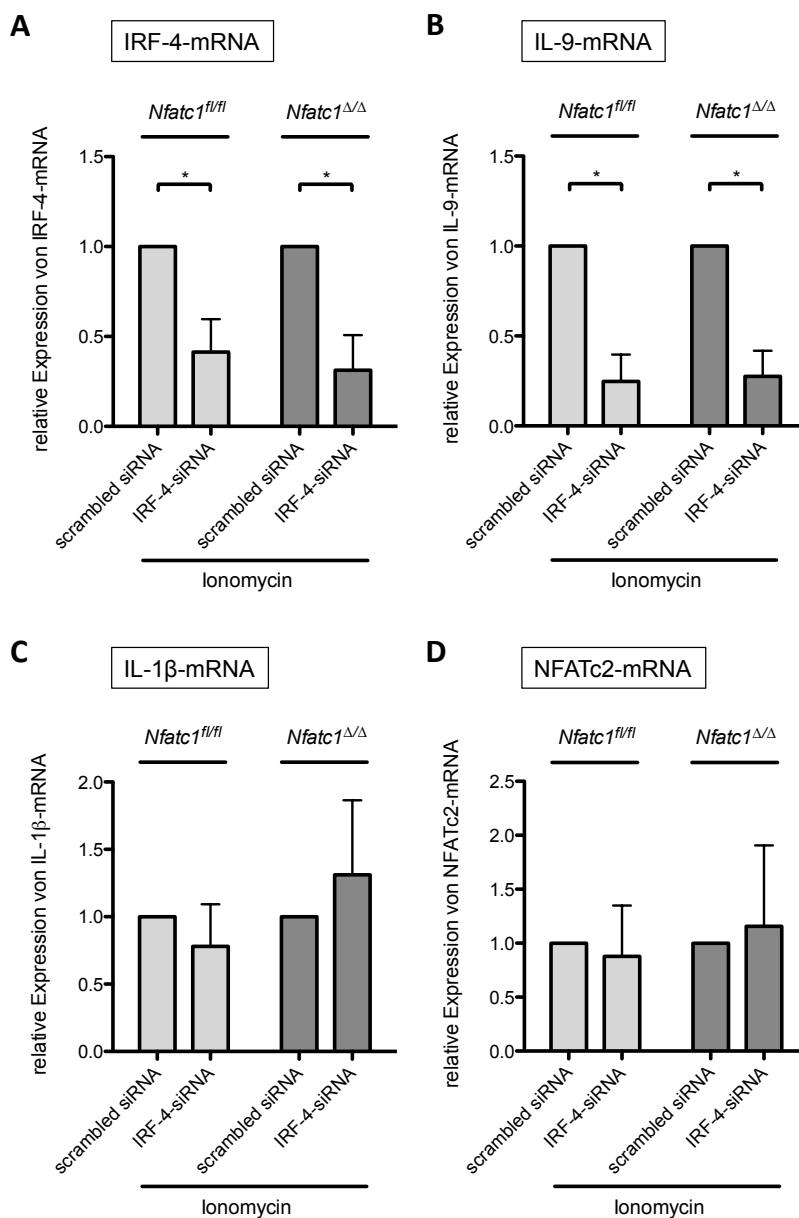 A
IRF-4-mRNA
Nfatc1fl/fl
Nfatc1Δ/Δ
relative Expression von IRF-4-mRNA
1.5
1.0
0.5
0.0
*
*
scrambled siRNA
IRF-4-siRNA
scrambled siRNA
IRF-4-siRNA
Ionomycin
B
IL-9-mRNA
Nfatc1fl/fl
Nfatc1Δ/Δ
relative Expression von IL-9-mRNA
1.5
1.0
0.5
0.0
*
*
scrambled siRNA
IRF-4-siRNA
scrambled siRNA
IRF-4-siRNA
Ionomycin
C
IL-1β-mRNA
Nfatc1fl/fl
Nfatc1Δ/Δ
relative Expression von IL-1β-mRNA
2.0
1.5
1.0
0.5
0.0
scrambled siRNA
IRF-4-siRNA
scrambled siRNA
IRF-4-siRNA
Ionomycin
D
NFATc2-mRNA
Nfatc1fl/fl
Nfatc1Δ/Δ
relative Expression von NFATc2-mRNA
2.5
2.0
1.5
1.0
0.5
0.0
scrambled siRNA
IRF-4-siRNA
scrambled siRNA
IRF-4-siRNA
Ionomycin